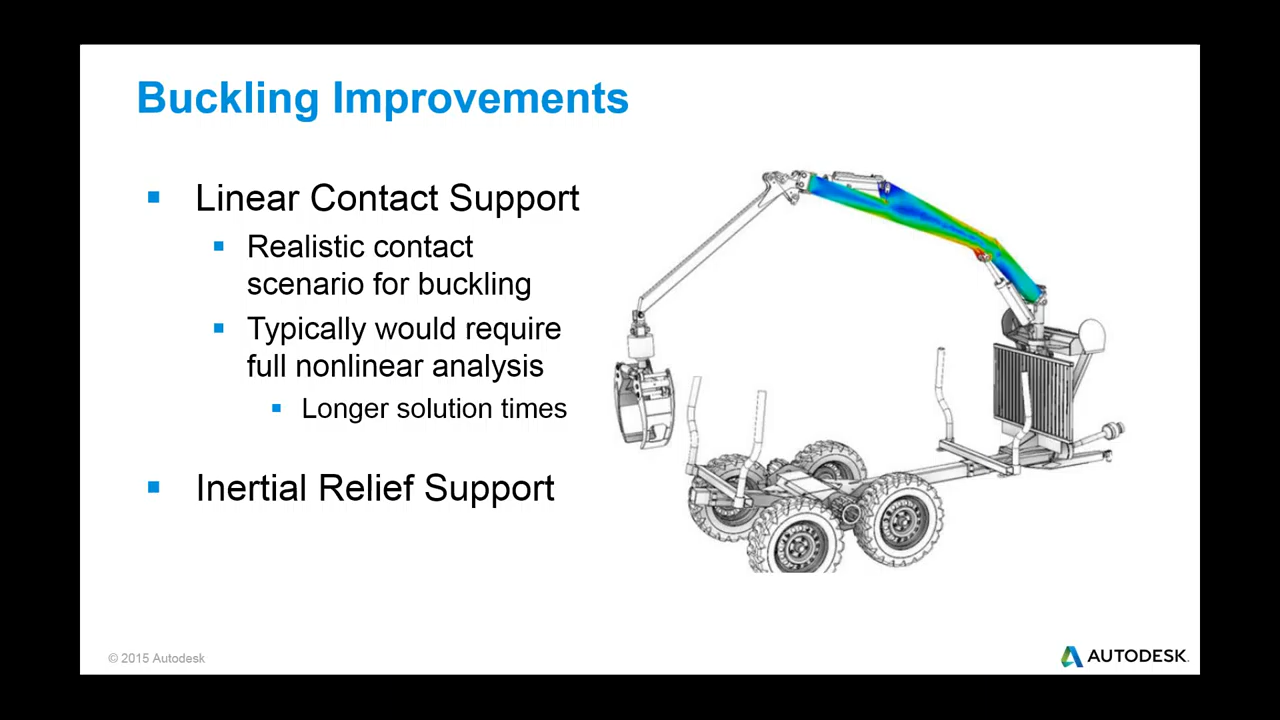 Buckling Improvements
Linear Contact Support
Realistic contact
scenario for buckling
Typically would require
full nonlinear analysis
Longer solution times
Inertial Relief Support
© 2015 Autodesk
AUTODESK.